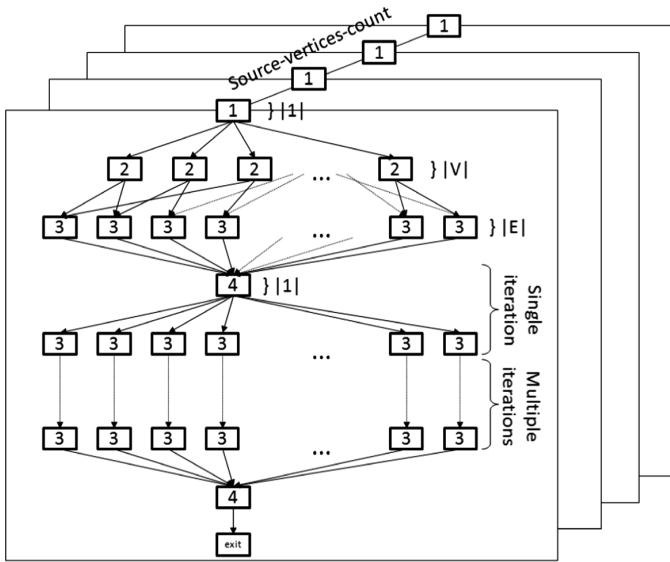 Source-vertices-count
1
1
1
1 } |1|
2 2 2 ... 2 } |V|
3 3 3 3 ... 3 3 } |E|
4 } |1|
Single
iteration
3 3 3 3 ... 3 3
Multiple
iterations
3 3 3 3 ... 3 3
4
exit